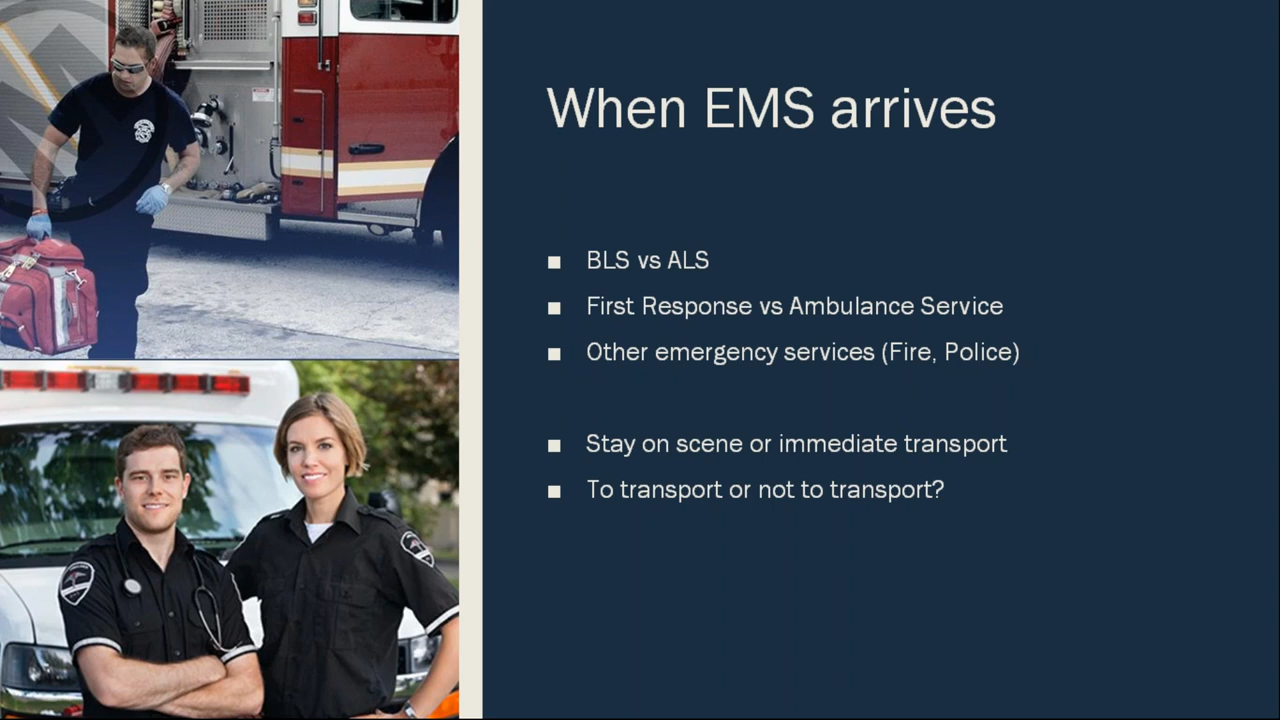 When EMS arrives
■ BLS vs ALS
■ First Response vs Ambulance Service
■ Other emergency services (Fire, Police)
■ Stay on scene or immediate transport
■ To transport or not to transport?